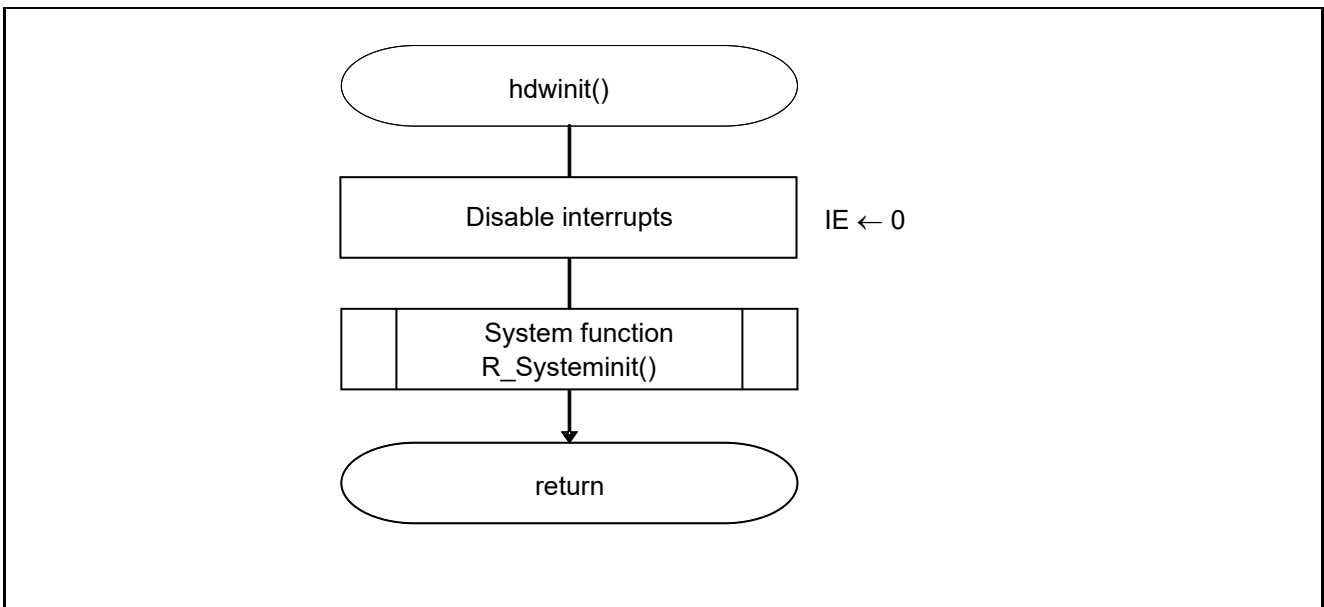 hdwinit()
Disable interrupts
IE ← 0
System function
R_Systeminit()
return